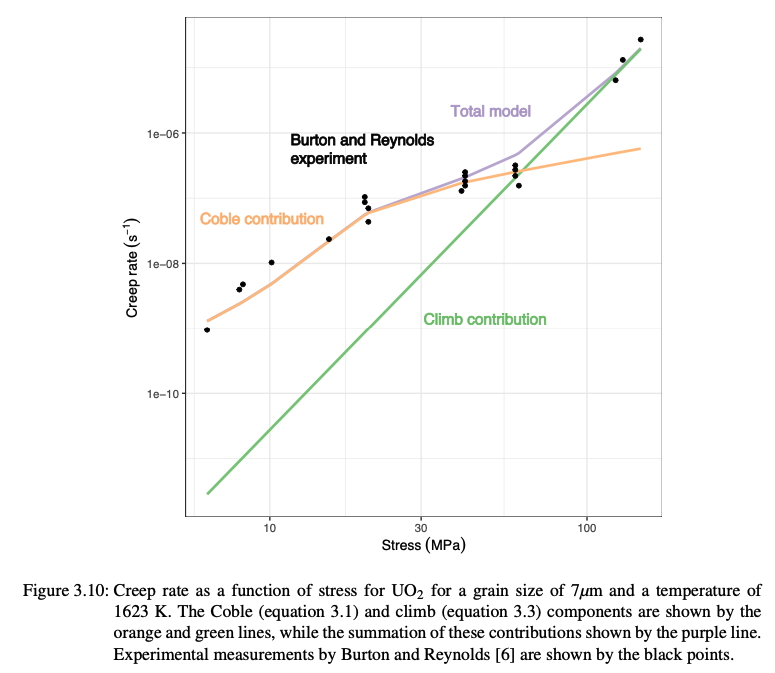 Total model
1e−06
Burton and Reynolds
experiment
Coble contribution
Creep rate (s⁻¹)
1e−08
Climb contribution
1e−10
10
30
100
Stress (MPa)
Figure 3.10: Creep rate as a function of stress for UO₂ for a grain size of 7μm and a temperature of
1623 K. The Coble (equation 3.1) and climb (equation 3.3) components are shown by the
orange and green lines, while the summation of these contributions shown by the purple line.
Experimental measurements by Burton and Reynolds [6] are shown by the black points.